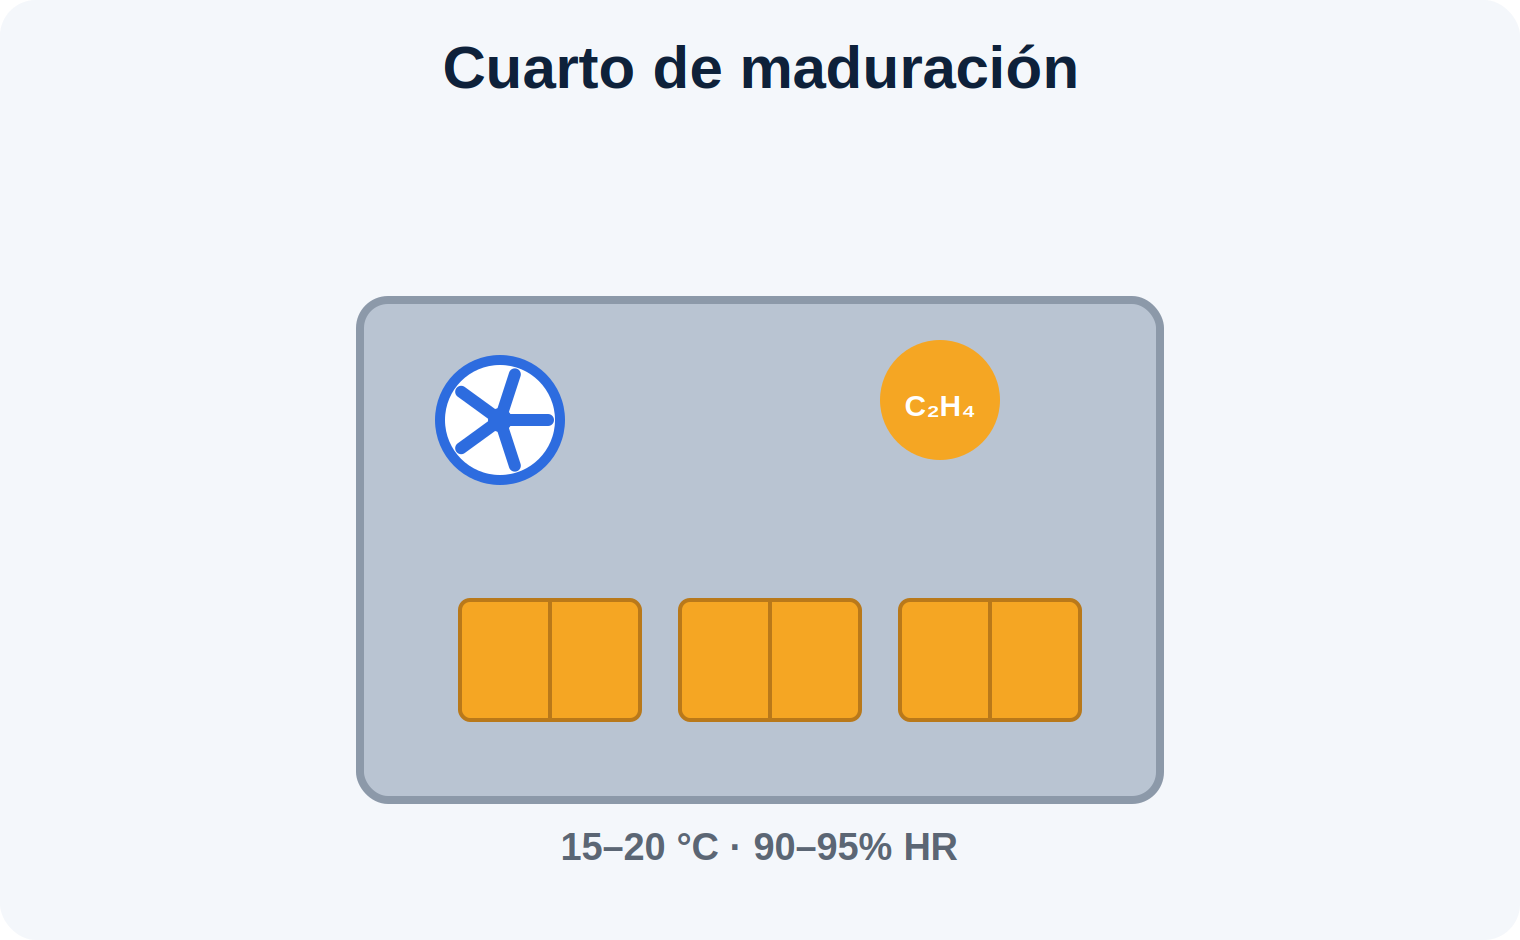 Cuarto de maduración
C₂H₄
15–20 °C · 90–95% HR